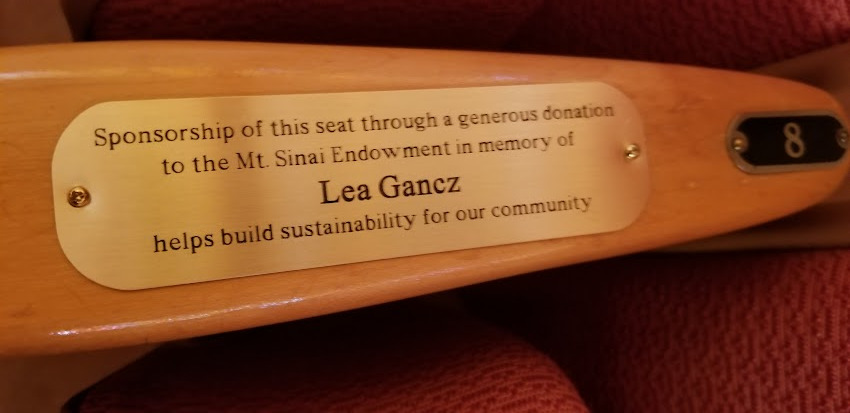 Sponsorship of this seat through a generous donation
to the Mt. Sinai Endowment in memory of
Lea Gancz
helps build sustainability for our community
8